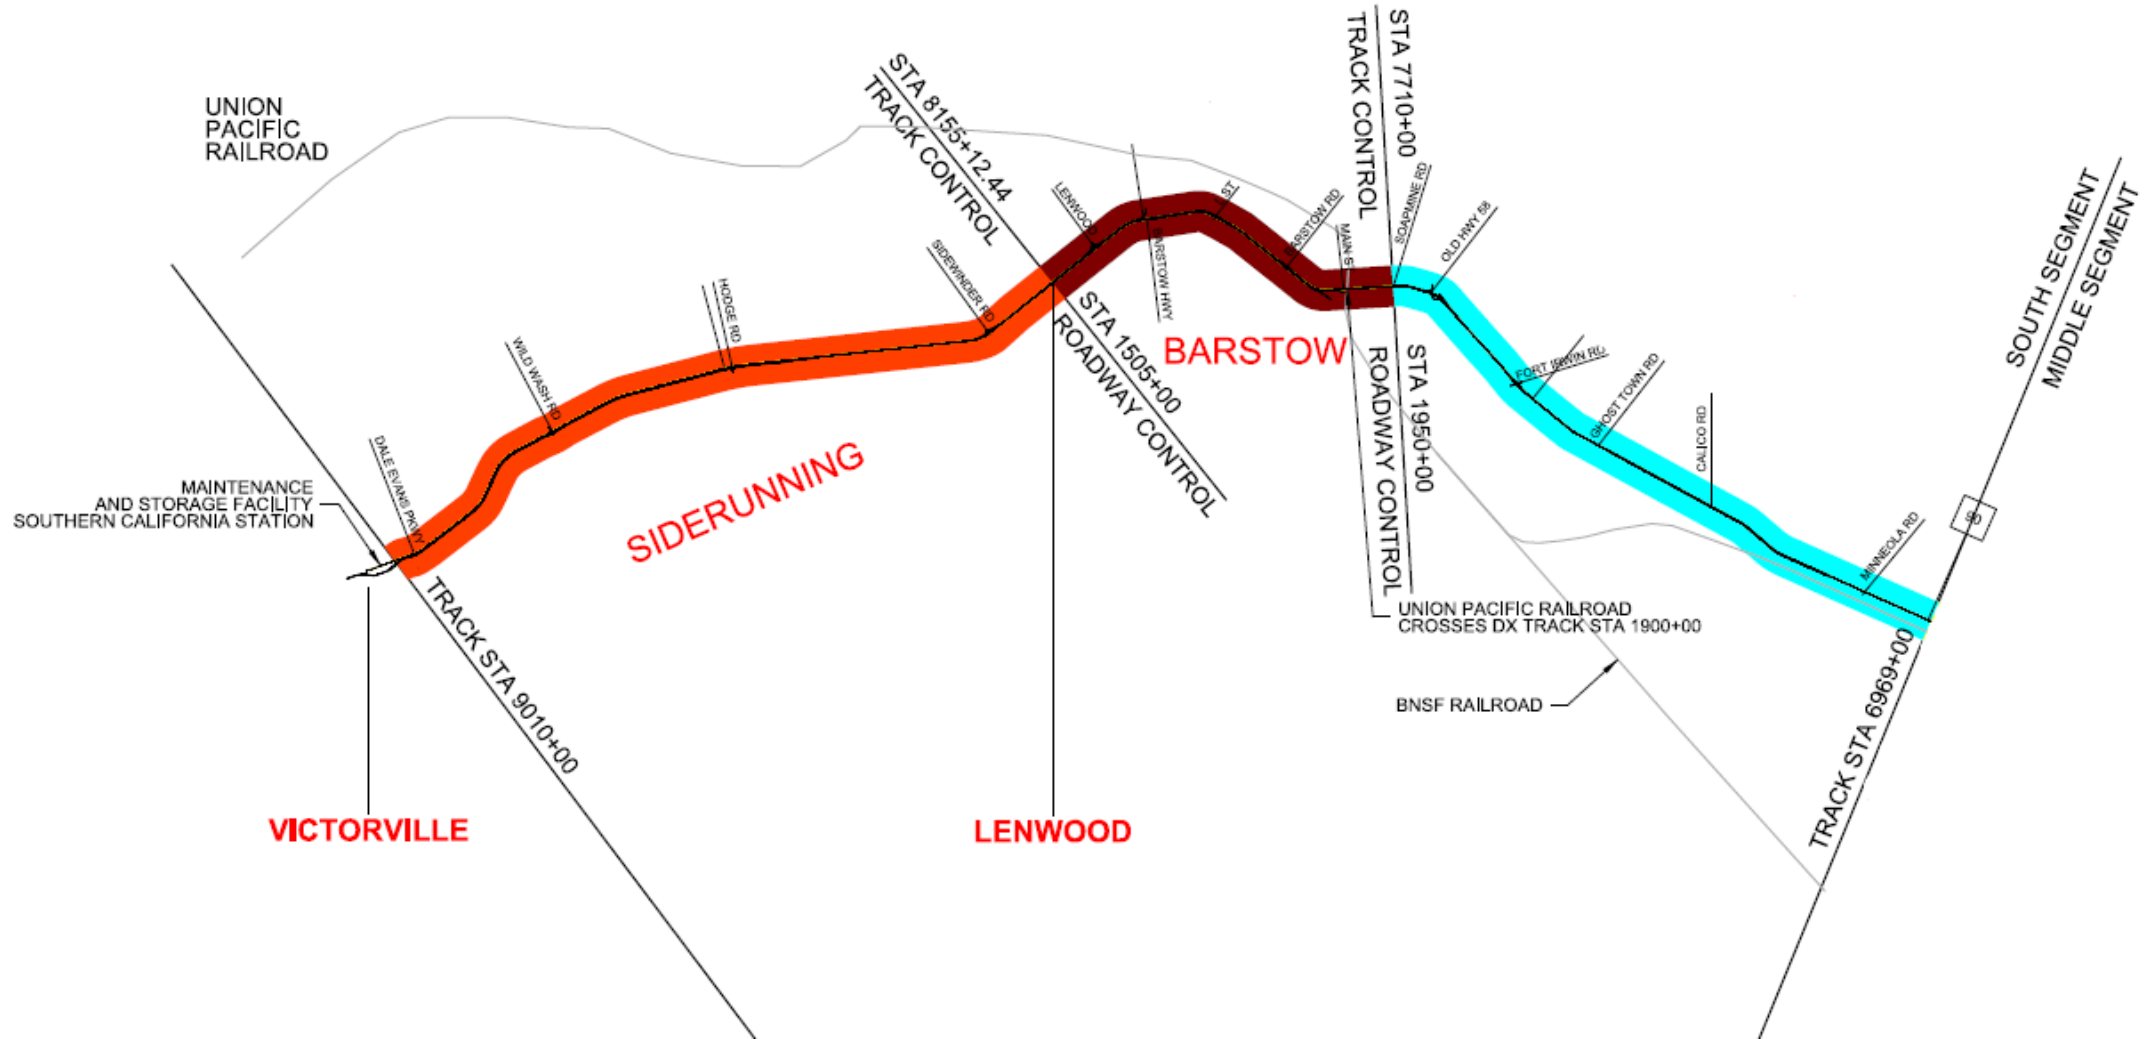 UNION
PACIFIC
RAILROAD
STA 8155+12.44
TRACK CONTROL
STA 7710+00
TRACK CONTROL
SOUTH SEGMENT
MIDDLE SEGMENT
LENWOOD
BARSTOW HWY
ST
BARSTOW RD
MAIN ST
SOAPMINE RD
OLD HWY 58
SIDEWINDER RD
HODGE RD
WILD WASH RD
DALE EVANS PKWY
FORT IRWIN RD
GHOST TOWN RD
CALICO RD
MINNEOLA RD
STA 1505+00
ROADWAY CONTROL
BARSTOW
STA 1950+00
ROADWAY CONTROL
SIDERUNNING
MAINTENANCE
AND STORAGE FACILITY
SOUTHERN CALIFORNIA STATION
TRACK STA 9010+00
UNION PACIFIC RAILROAD
CROSSES DX TRACK STA 1900+00
BNSF RAILROAD
TRACK STA 6969+00
VICTORVILLE
LENWOOD